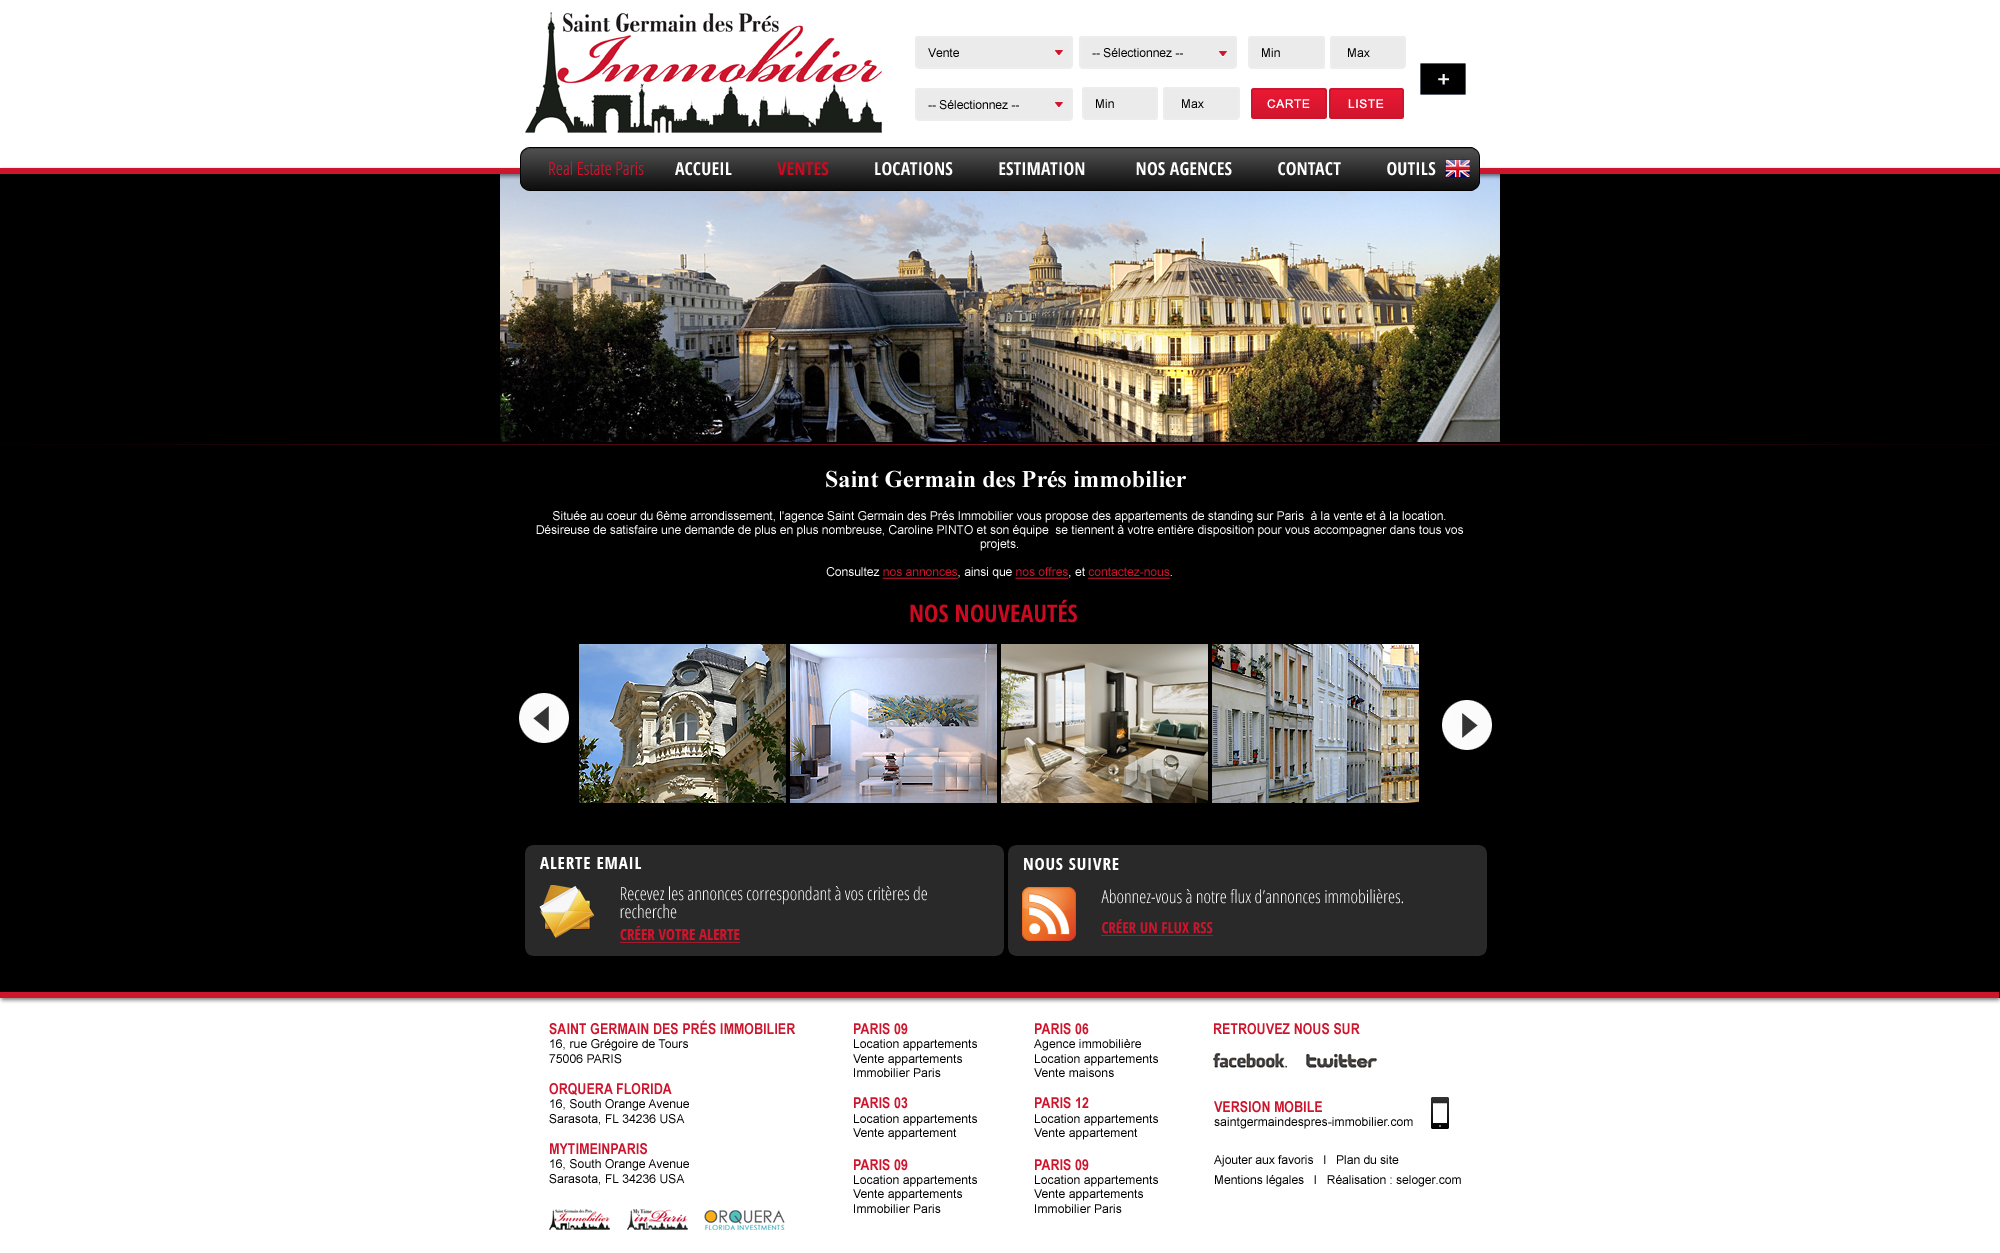 Saint Germain des Prés
Immobilier
Vente
-- Sélectionnez --
Min
Max
-- Sélectionnez --
Min
Max
CARTE
LISTE
+
Real Estate Paris
ACCUEIL
VENTES
LOCATIONS
ESTIMATION
NOS AGENCES
CONTACT
OUTILS
Saint Germain des Prés immobilier
Située au coeur du 6ème arrondissement, l'agence Saint Germain des Prés Immobilier vous propose des appartements de standing sur Paris à la vente et à la location.
Désireuse de satisfaire une demande de plus en plus nombreuse, Caroline PINTO et son équipe se tiennent à votre entière disposition pour vous accompagner dans tous vos
projets.
Consultez nos annonces, ainsi que nos offres, et contactez-nous.
NOS NOUVEAUTÉS
ALERTE EMAIL
Recevez les annonces correspondant à vos critères de
recherche
CRÉER VOTRE ALERTE
NOUS SUIVRE
Abonnez-vous à notre flux d'annonces immobilières.
CRÉER UN FLUX RSS
SAINT GERMAIN DES PRÉS IMMOBILIER
16, rue Grégoire de Tours
75006 PARIS
ORQUERA FLORIDA
16, South Orange Avenue
Sarasota, FL 34236 USA
MYTIMEINPARIS
16, South Orange Avenue
Sarasota, FL 34236 USA
Saint Germain des Prés
Immobilier
My Time
in Paris
ORQUERA
FLORIDA INVESTMENTS
PARIS 09
Location appartements
Vente appartements
Immobilier Paris
PARIS 03
Location appartements
Vente appartement
PARIS 09
Location appartements
Vente appartements
Immobilier Paris
PARIS 06
Agence immobilière
Location appartements
Vente maisons
PARIS 12
Location appartements
Vente appartement
PARIS 09
Location appartements
Vente appartements
Immobilier Paris
RETROUVEZ NOUS SUR
facebook.
twitter
VERSION MOBILE
saintgermaindespres-immobilier.com
Ajouter aux favoris | Plan du site
Mentions légales | Réalisation : seloger.com